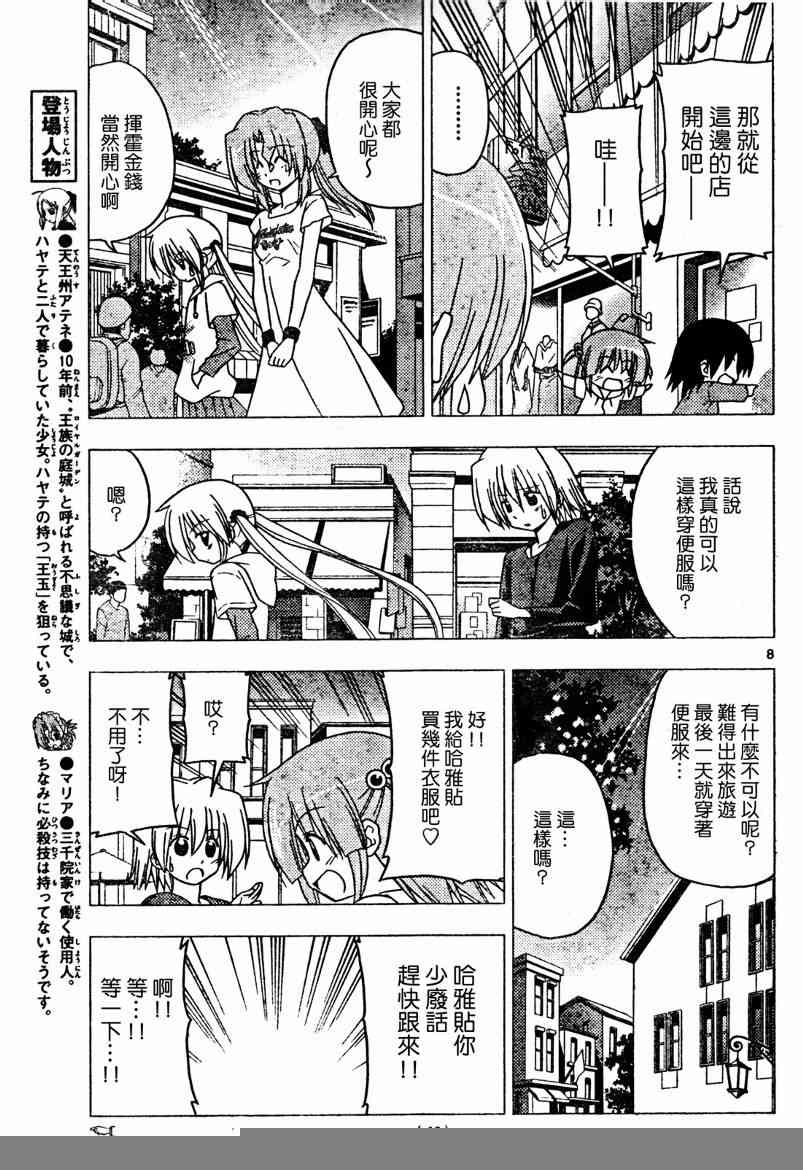 那就從
這邊的店
開始吧—
哇—!!
………
大家都
很開心呢～
揮霍金錢
當然開心啊
話說
我真的可以
這樣穿便服嗎?
嗯?
8
有什麼不可以呢?
難得出來旅遊
最後一天就穿著
便服來…
這…
這樣嗎?
好!!
我給哈雅貼
買幾件衣服吧♡
哎?
不…
不用了呀!
哈雅貼你
少廢話
趕快跟來!!
啊!!
等…!!
等一下…!!
登場人物
とうじょうじんぶつ
●天王州アテネ●10年前、“王族の庭城”と呼ばれる不思議な城で、
ハヤテと二人で暮らしていた少女。ハヤテの持つ「王玉」を狙っている。
●マリア●三千院家で働く使用人。
ちなみに必殺技は持ってないそうです。